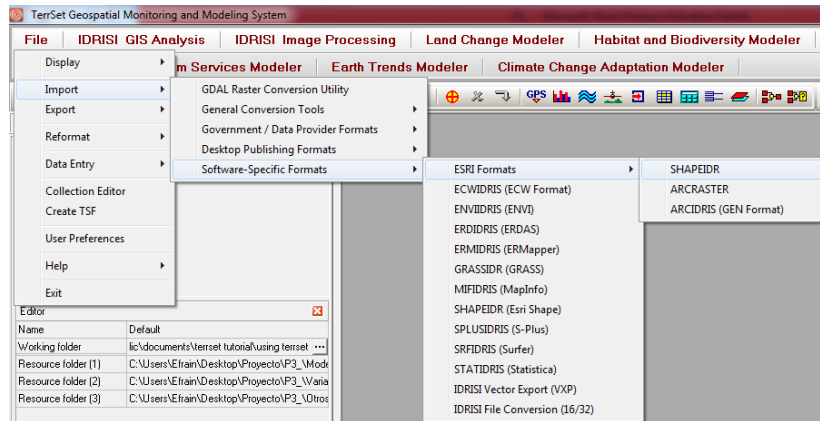 TerrSet Geospatial Monitoring and Modeling System
File IDRISI GIS Analysis IDRISI Image Processing Land Change Modeler Habitat and Biodiversity Modeler
m Services Modeler Earth Trends Modeler Climate Change Adaptation Modeler
GPS
Display
Import
Export
Reformat
Data Entry
Collection Editor
Create TSF
User Preferences
Help
Exit
GDAL Raster Conversion Utility
General Conversion Tools
Government / Data Provider Formats
Desktop Publishing Formats
Software-Specific Formats
ESRI Formats
ECWIDRIS (ECW Format)
ENVIIDRIS (ENVI)
ERDIDRIS (ERDAS)
ERMIDRIS (ERMapper)
GRASSIDR (GRASS)
MIFIDRIS (MapInfo)
SHAPEIDR (Esri Shape)
SPLUSIDRIS (S-Plus)
SRFIDRIS (Surfer)
STATIDRIS (Statistica)
IDRISI Vector Export (VXP)
IDRISI File Conversion (16/32)
SHAPEIDR
ARCRASTER
ARCIDRIS (GEN Format)
Editor
Name Default
Working folder lic\documents\terrset tutorial\using terrset ...
Resource folder (1) C:\Users\Efrain\Desktop\Proyecto\P3_\Mode
Resource folder (2) C:\Users\Efrain\Desktop\Proyecto\P3_\Varia
Resource folder (3) C:\Users\Efrain\Desktop\Proyecto\P3_\Otros